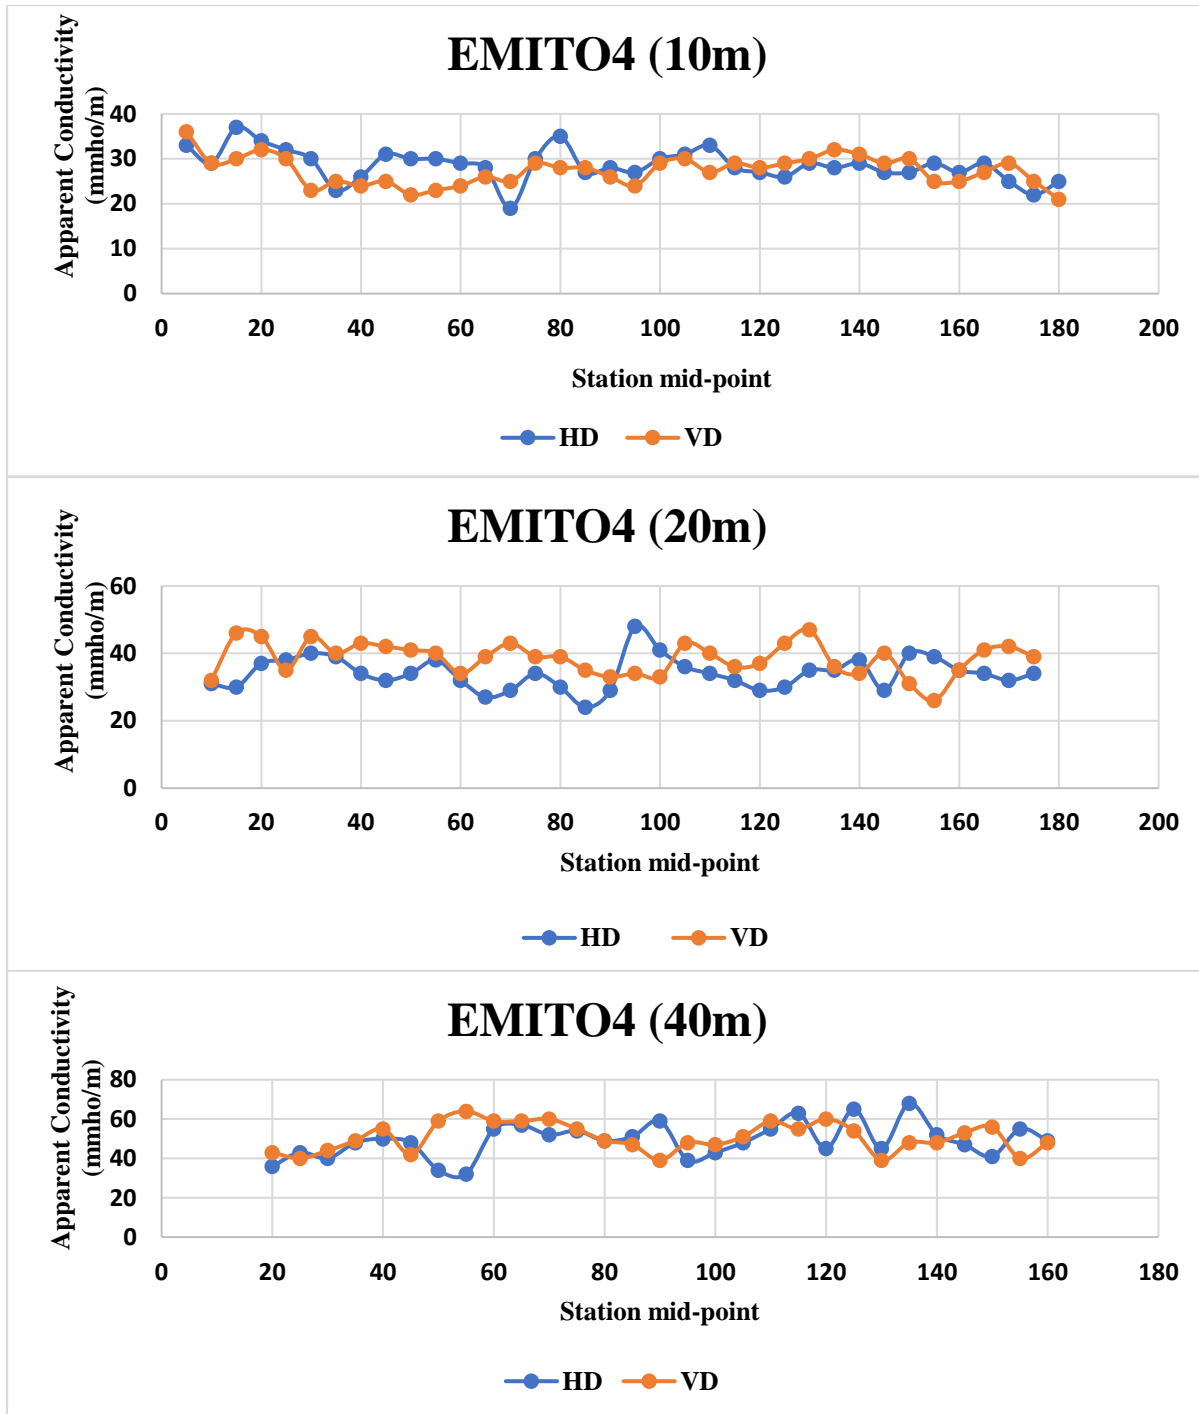 EMITO4 (10m)
Apparent Conductivity
(mmho/m)
40
30
20
10
0
0 20 40 60 80 100 120 140 160 180 200
Station mid-point
HD VD
EMITO4 (20m)
Apparent Conductivity
(mmho/m)
60
40
20
0
0 20 40 60 80 100 120 140 160 180 200
Station mid-point
HD VD
EMITO4 (40m)
Apparent Conductivity
(mmho/m)
80
60
40
20
0
0 20 40 60 80 100 120 140 160 180
Station mid-point
HD VD